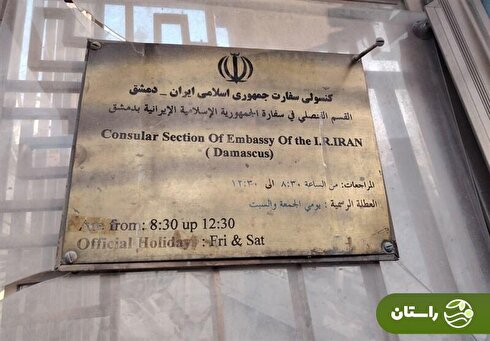 کنسولی سفارت جمهوری اسلامی ایران _ دمشق
القسم القنصلي في سفارة الجمهورية الإسلامية الإيرانية بدمشق
Consular Section Of Embassy Of the I.R.IRAN
( Damascus )
المراجعات: من الساعة ٨:٣٠ الى ١٢:٣٠
العطلة الرسمية : يومي الجمعة والسبت
from : 8:30 up 12:30
Official Holiday : Fri & Sat
راستان